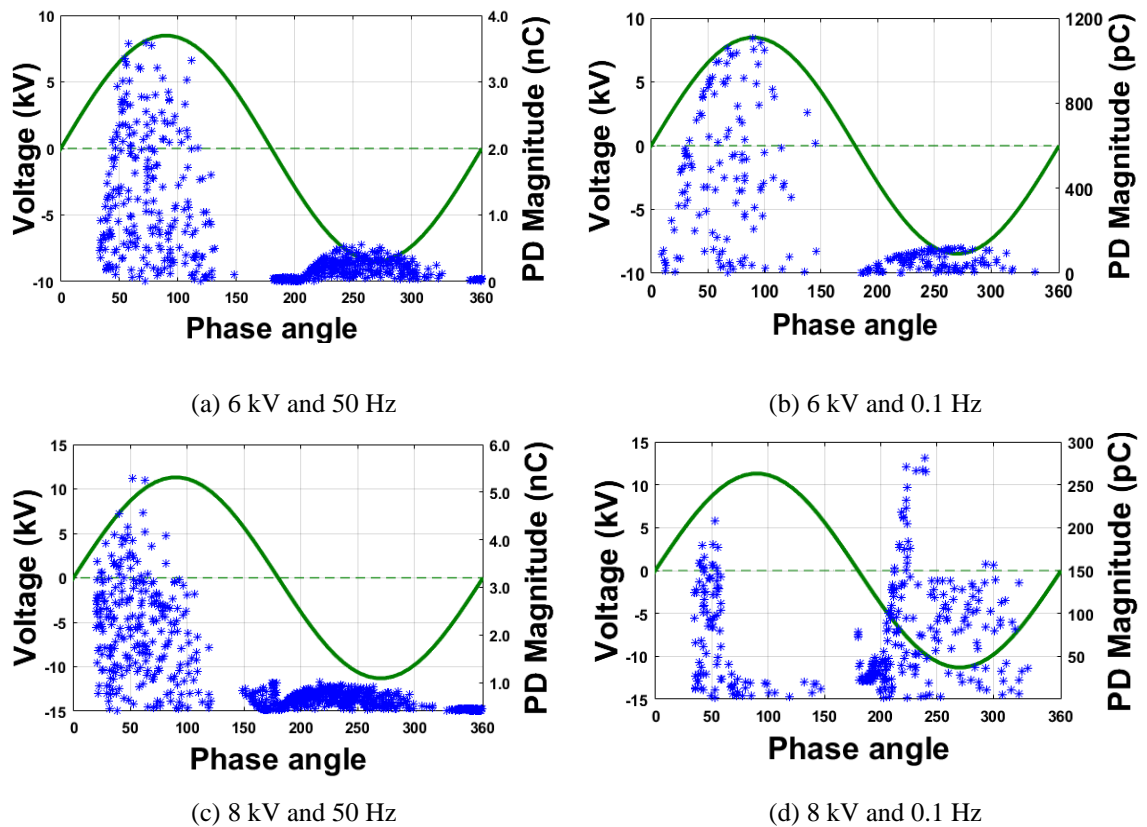 10
5
0
-5
-10
Voltage (kV)
0 50 100 150 200 250 300 360
Phase angle
4.0
3.0
2.0
1.0
0
PD Magnitude (nC)
(a) 6 kV and 50 Hz
10
5
0
-5
-10
Voltage (kV)
0 50 100 150 200 250 300 360
Phase angle
1200
800
600
400
0
PD Magnitude (pC)
(b) 6 kV and 0.1 Hz
15
10
5
0
-5
-10
-15
Voltage (kV)
0 50 100 150 200 250 300 360
Phase angle
6.0
5.0
4.0
3.0
2.0
1.0
0
PD Magnitude (nC)
(c) 8 kV and 50 Hz
15
10
5
0
-5
-10
-15
Voltage (kV)
0 50 100 150 200 250 300 360
Phase angle
300
250
200
150
100
50
0
PD Magnitude (pC)
(d) 8 kV and 0.1 Hz